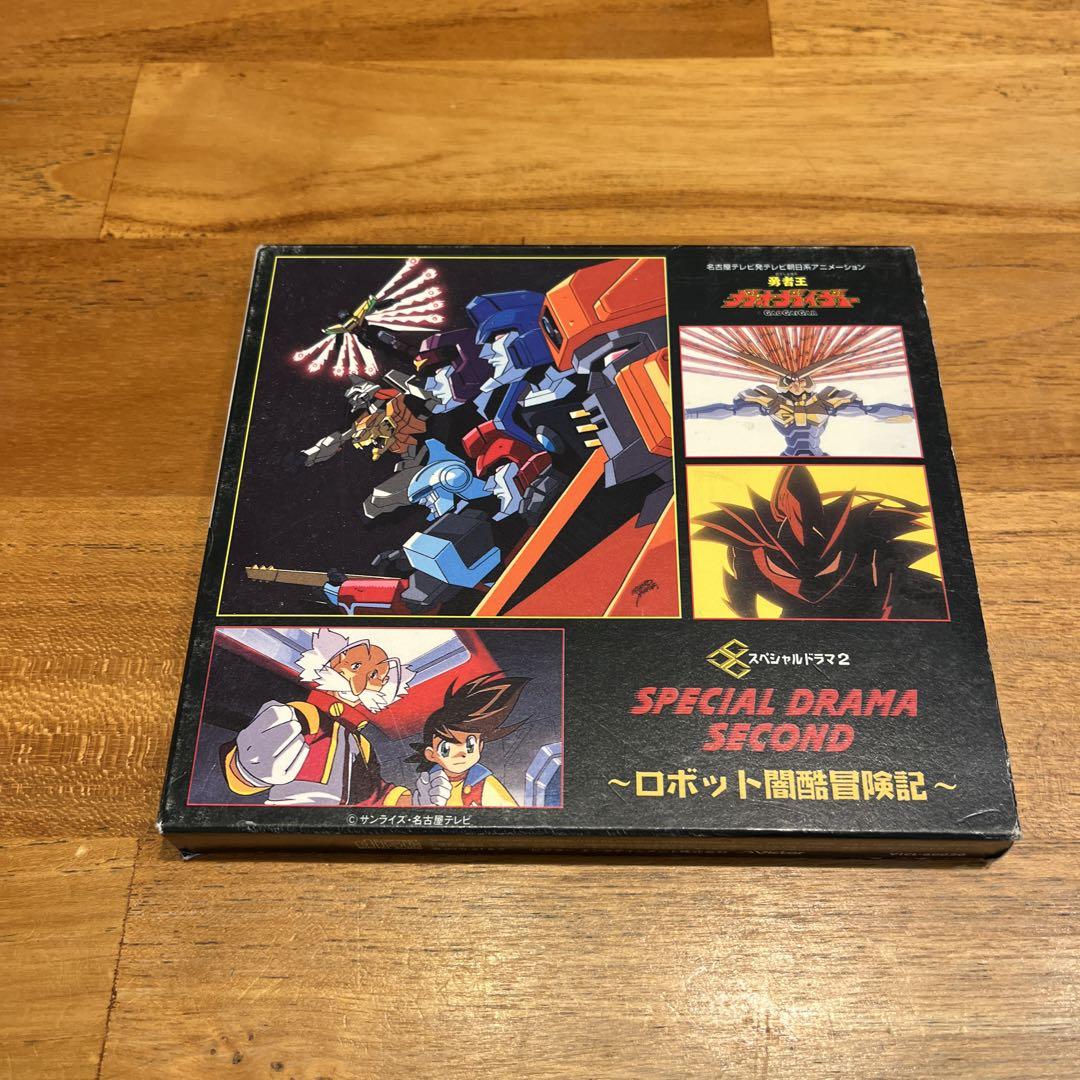 名古屋テレビ発テレビ朝日系アニメーション
勇者王
ガオガイガー
GAOGAIGAR
スペシャルドラマ2
SPECIAL DRAMA
SECOND
~ロボット闇酷冒険記~
©サンライズ・名古屋テレビ
Victor